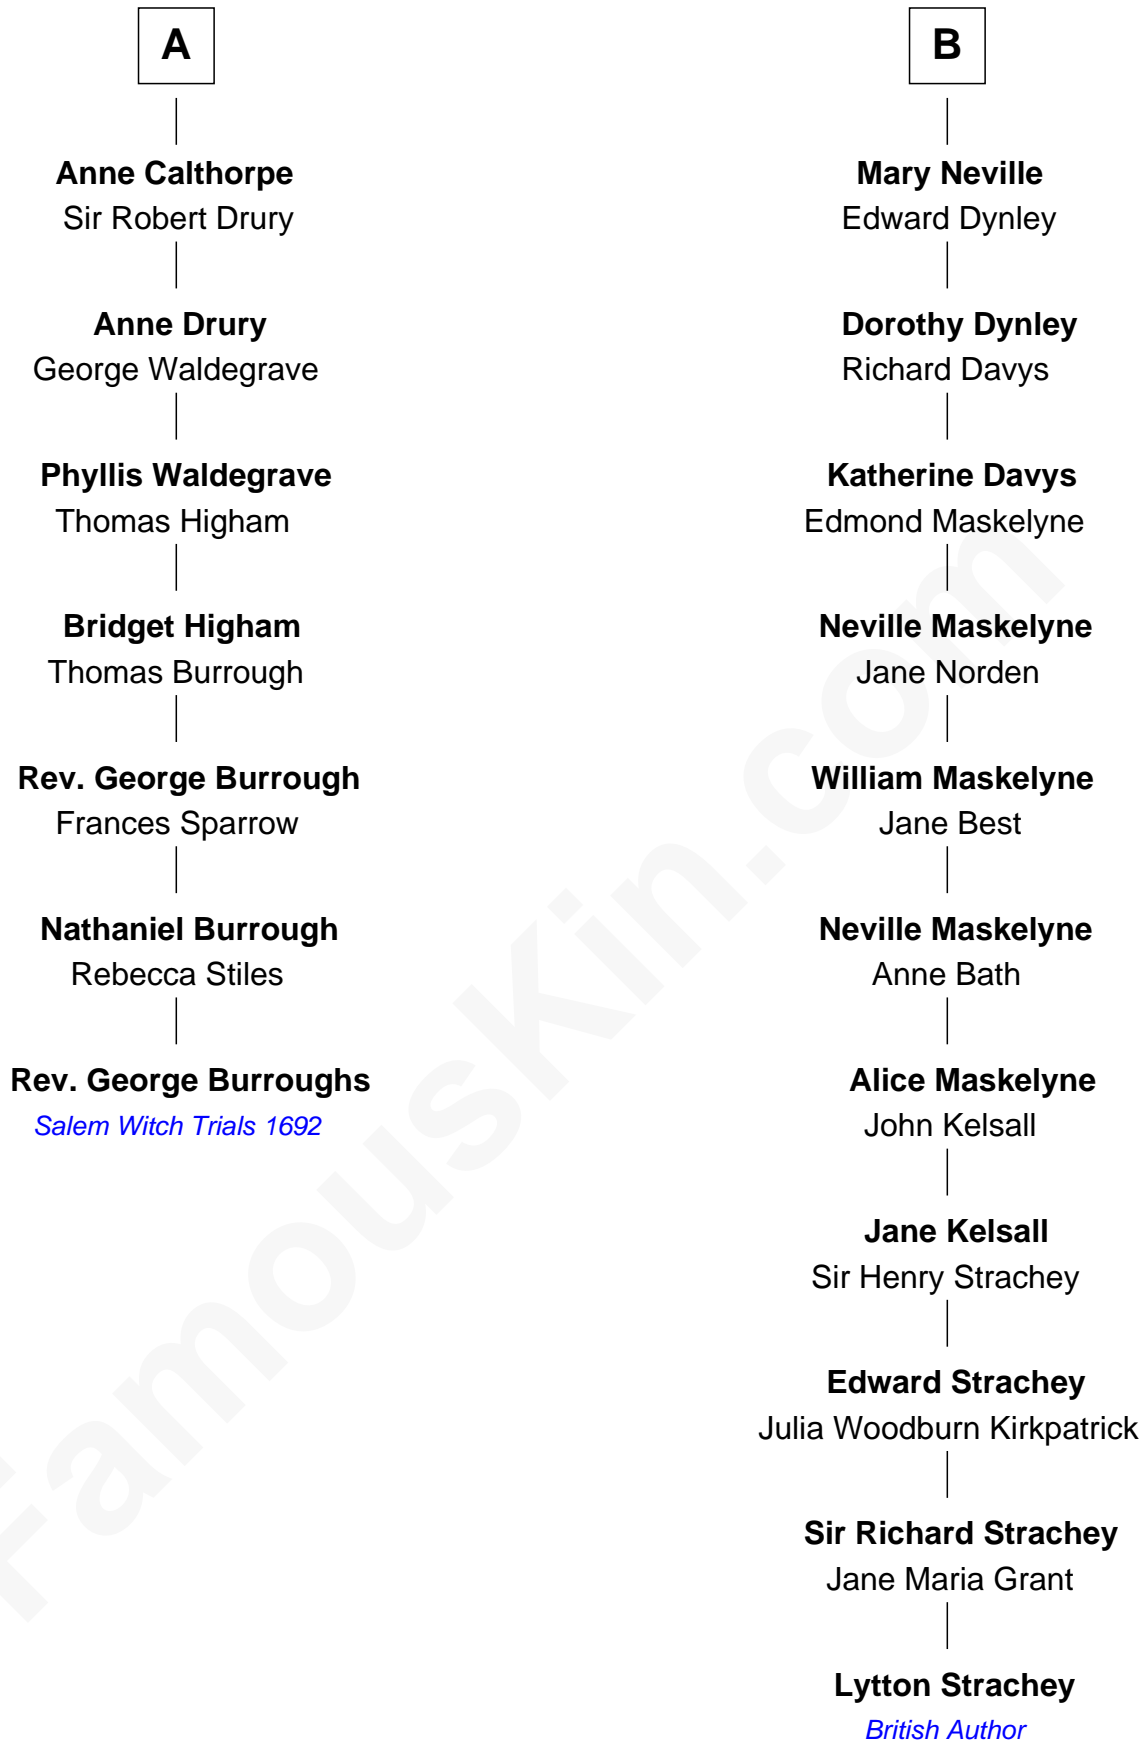 A
Anne Calthorpe
Sir Robert Drury
Anne Drury
George Waldegrave
Phyllis Waldegrave
Thomas Higham
Bridget Higham
Thomas Burrough
Rev. George Burrough
Frances Sparrow
Nathaniel Burrough
Rebecca Stiles
Rev. George Burroughs
Salem Witch Trials 1692
B
Mary Neville
Edward Dynley
Dorothy Dynley
Richard Davys
Katherine Davys
Edmond Maskelyne
Neville Maskelyne
Jane Norden
William Maskelyne
Jane Best
Neville Maskelyne
Anne Bath
Alice Maskelyne
John Kelsall
Jane Kelsall
Sir Henry Strachey
Edward Strachey
Julia Woodburn Kirkpatrick
Sir Richard Strachey
Jane Maria Grant
Lytton Strachey
British Author
FamousKin.com